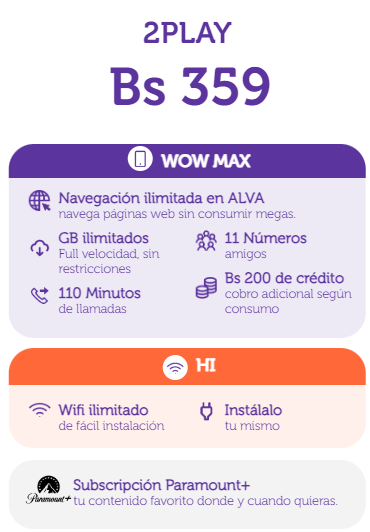 2PLAY
Bs 359
WOW MAX
Navegación ilimitada en ALVA
navega páginas web sin consumir megas.
GB ilimitados
Full velocidad, sin
restricciones
11 Números
amigos
110 Minutos
de llamadas
Bs 200 de crédito
cobro adicional según
consumo
HI
Wifi ilimitado
de fácil instalación
Instálalo
tu mismo
Subscripción Paramount+
Paramount+ tu contenido favorito donde y cuando quieras.